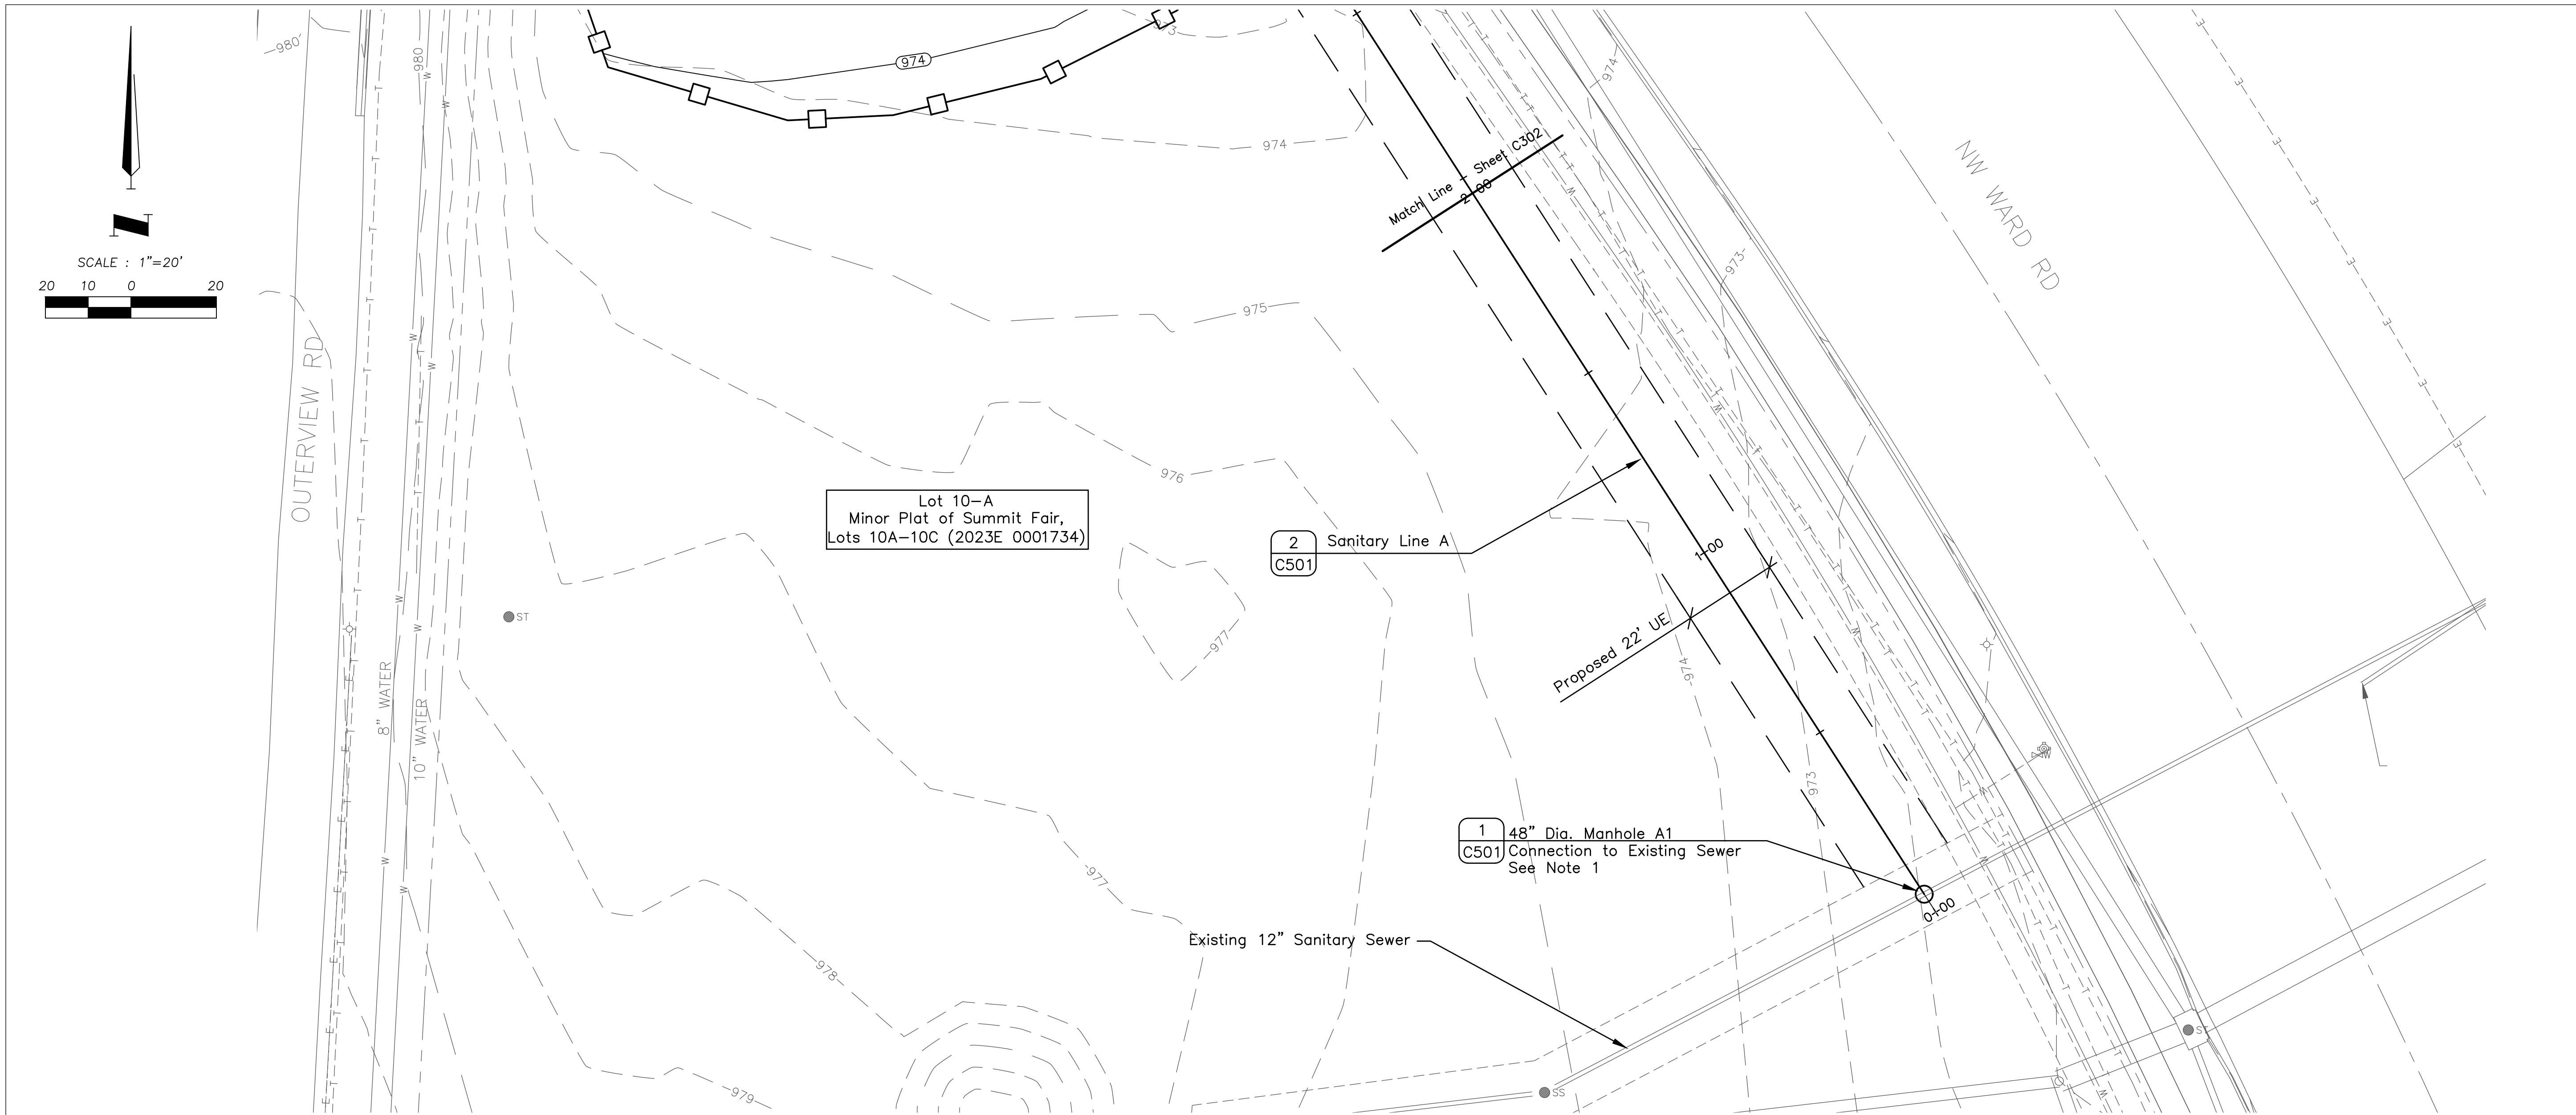 980'
980
973
974
974
974
SCALE : 1"=20'
20 10 0 20
N
OUTERVIEW RD
NW WARD RD
Match Line - Sheet C302
2+00
973
975
976
Lot 10-A
Minor Plat of Summit Fair,
Lots 10A-10C (2023E 0001734)
2
C501
Sanitary Line A
1+00
977
ST
Proposed 22' UE
974
8" WATER
10" WATER
973
1
C501
48" Dia. Manhole A1
Connection to Existing Sewer
See Note 1
0+00
977
Existing 12" Sanitary Sewer
978
979
SS
ST
W
T
E